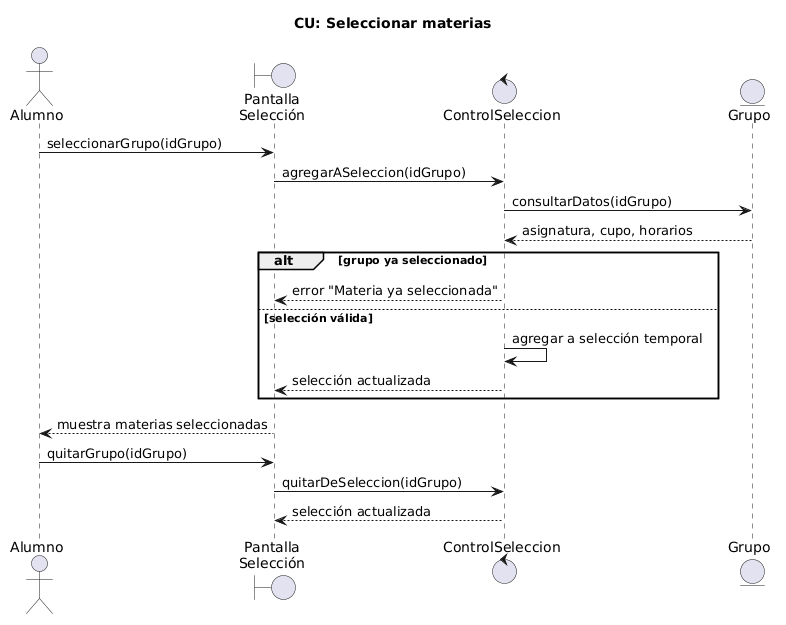 CU: Seleccionar materias
Alumno
Pantalla
Selección
ControlSeleccion
Grupo
seleccionarGrupo(idGrupo)
agregarASeleccion(idGrupo)
consultarDatos(idGrupo)
asignatura, cupo, horarios
alt [grupo ya seleccionado]
error "Materia ya seleccionada"
[selección válida]
agregar a selección temporal
selección actualizada
muestra materias seleccionadas
quitarGrupo(idGrupo)
quitarDeSeleccion(idGrupo)
selección actualizada
Alumno
Pantalla
Selección
ControlSeleccion
Grupo